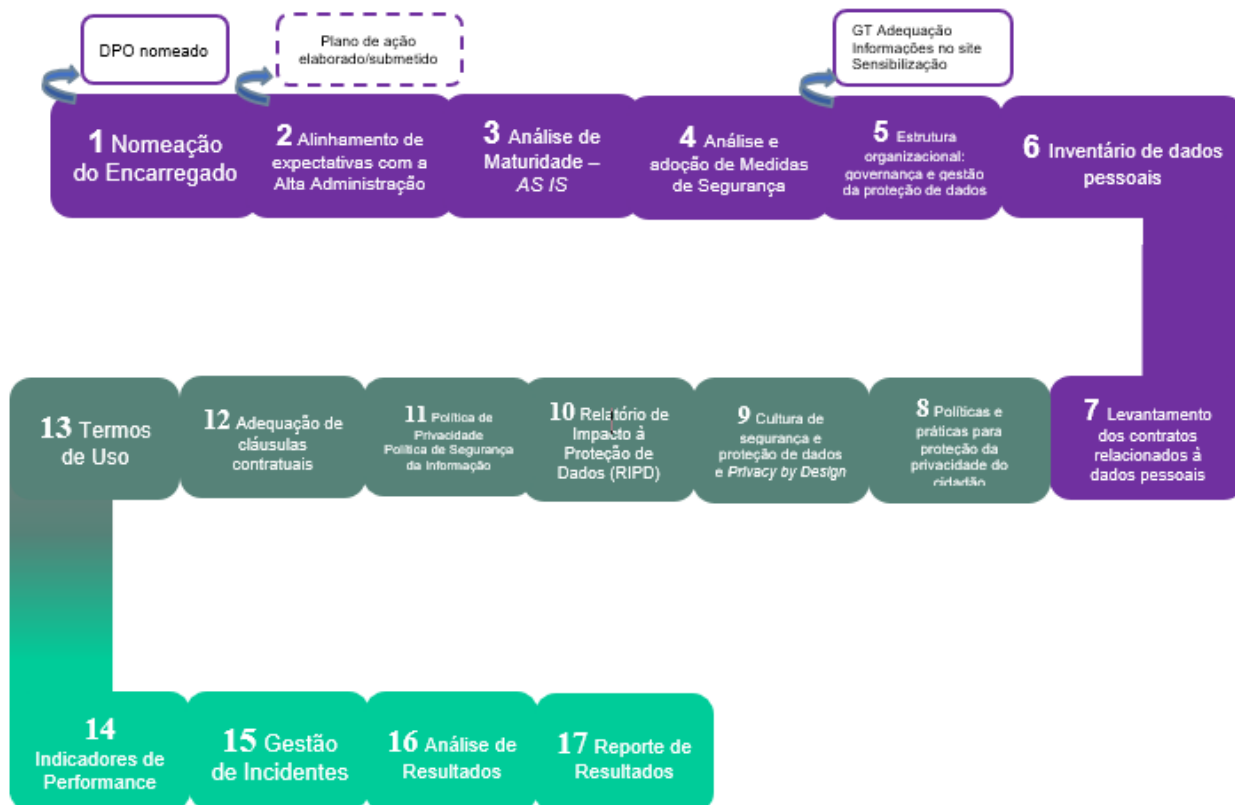 DPO nomeado
Plano de ação
elaborado/submetido
GT Adequação
Informações no site
Sensibilização
1 Nomeação
do Encarregado
2 Alinhamento de
expectativas com a
Alta Administração
3 Análise de
Maturidade –
AS IS
4 Análise e
adoção de Medidas
de Segurança
5 Estrutura
organizacional:
governança e gestão
da proteção de dados
6 Inventário de dados
pessoais
13 Termos
de Uso
12 Adequação de
cláusulas
contratuais
11 Política de
Privacidade
Política de Segurança
da Informação
10 Relatório de
Impacto à
Proteção de
Dados (RIPD)
9 Cultura de
segurança e
proteção de dados
e Privacy by Design
8 Políticas e
práticas para
proteção da
privacidade do
cidadão
7 Levantamento
dos contratos
relacionados à
dados pessoais
14
Indicadores de
Performance
15 Gestão
de Incidentes
16 Análise de
Resultados
17 Reporte de
Resultados